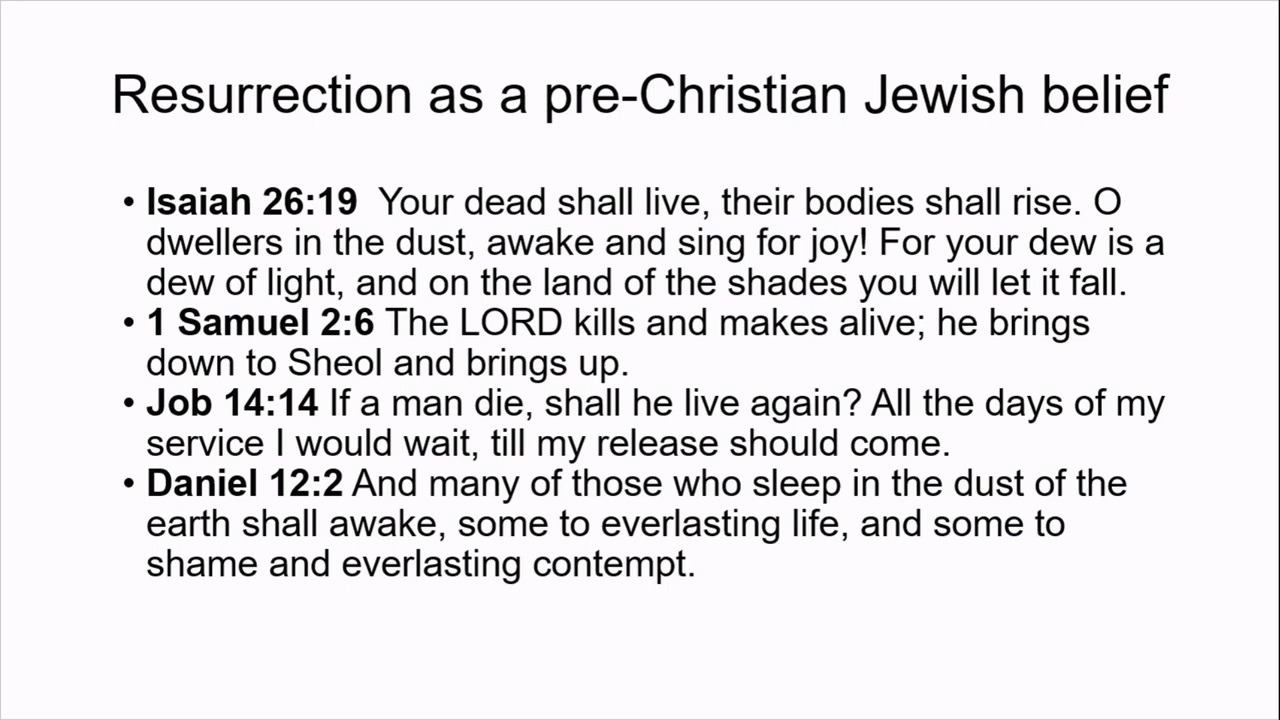 Resurrection as a pre-Christian Jewish belief
• Isaiah 26:19  Your dead shall live, their bodies shall rise. O
dwellers in the dust, awake and sing for joy! For your dew is a
dew of light, and on the land of the shades you will let it fall.
• 1 Samuel 2:6 The LORD kills and makes alive; he brings
down to Sheol and brings up.
• Job 14:14 If a man die, shall he live again? All the days of my
service I would wait, till my release should come.
• Daniel 12:2 And many of those who sleep in the dust of the
earth shall awake, some to everlasting life, and some to
shame and everlasting contempt.